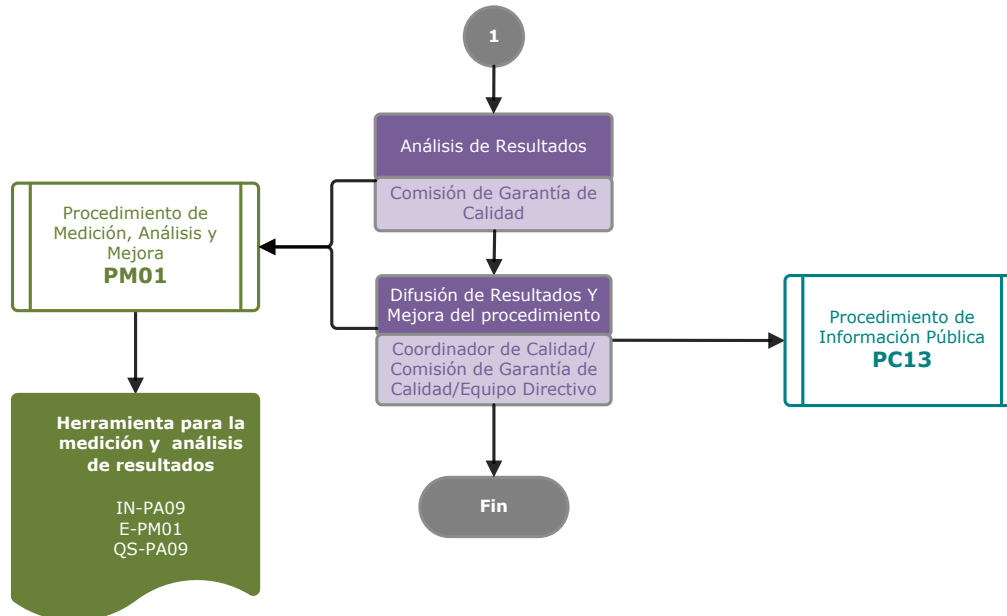 1
Análisis de Resultados
Comisión de Garantía de
Calidad
Procedimiento de
Medición, Análisis y
Mejora
PM01
Difusión de Resultados Y
Mejora del procedimiento
Coordinador de Calidad/
Comisión de Garantía de
Calidad/Equipo Directivo
Procedimiento de
Información Pública
PC13
Herramienta para la
medición y análisis
de resultados
IN-PA09
E-PM01
QS-PA09
Fin